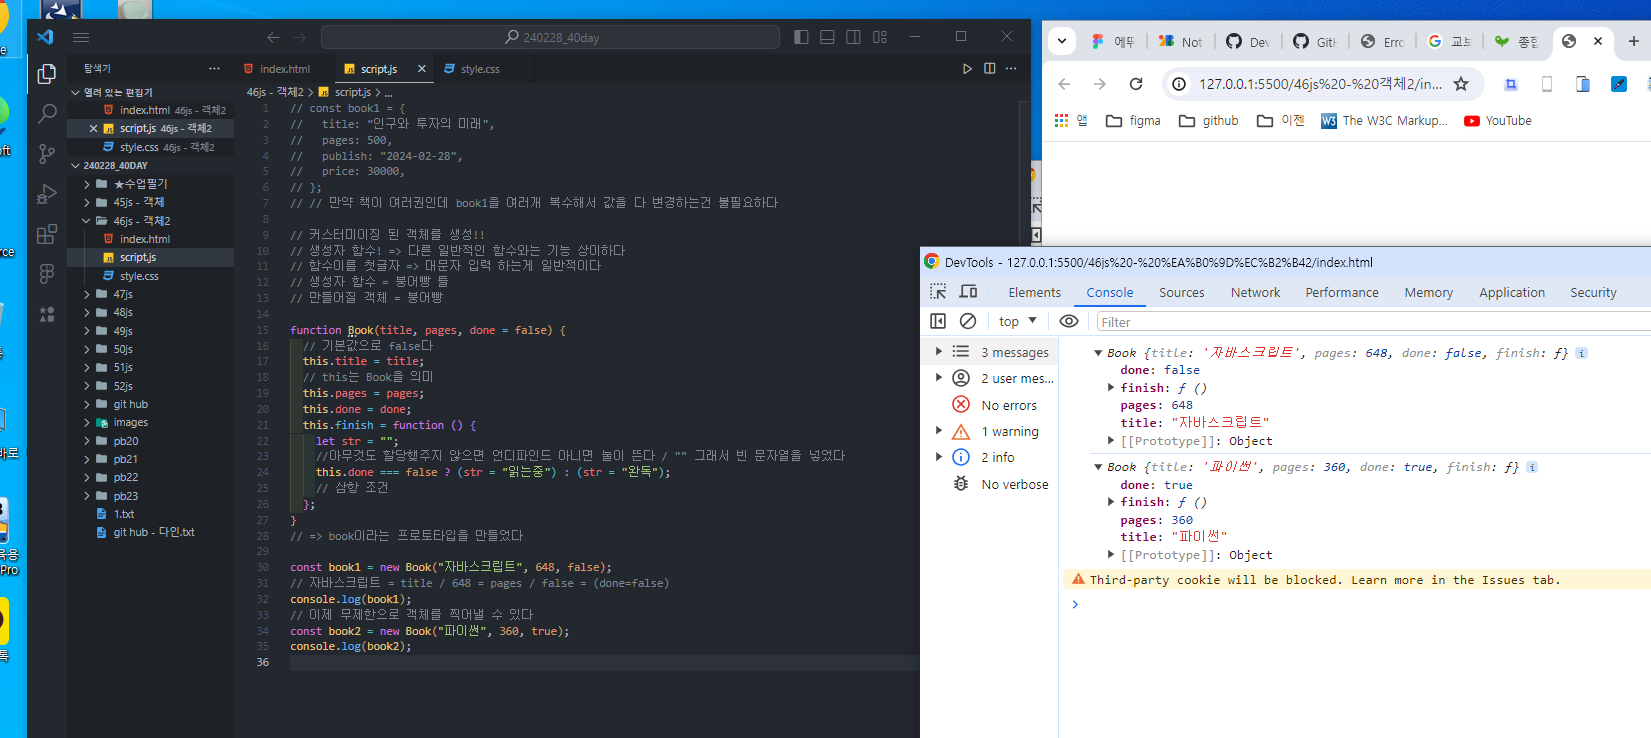 240228_40day
탐색기
index.html
script.js
style.css
열려 있는 편집기
index.html 46js - 객체2
script.js 46js - 객체2
style.css 46js - 객체2
240228_40DAY
★수업필기
45js - 객체
46js - 객체2
index.html
script.js
style.css
47js
48js
49js
50js
51js
52js
git hub
images
pb20
pb21
pb22
pb23
1.txt
git hub - 다인.txt
46js - 객체2 > script.js > ...
1 // const book1 = {
2 //   title: "인구와 투자의 미래",
3 //   pages: 500,
4 //   publish: "2024-02-28",
5 //   price: 30000,
6 // };
7 // // 만약 책이 여러권인데 book1을 여러개 복수해서 값을 다 변경하는건 불필요하다
8
9 // 커스터미이징 된 객체를 생성!!
10 // 생성자 함수! => 다른 일반적인 함수와는 기능 상이하다
11 // 함수이름 첫글자 => 대문자 입력 하는게 일반적이다
12 // 생성자 함수 = 붕어빵 틀
13 // 만들어질 객체 = 붕어빵
14
15 function Book(title, pages, done = false) {
16   // 기본값으로 false다
17   this.title = title;
18   // this는 Book을 의미
19   this.pages = pages;
20   this.done = done;
21   this.finish = function () {
22     let str = "";
23     //아무것도 할당해주지 않으면 언디파인드 아니면 눌이 뜬다 / "" 그래서 빈 문자열을 넣었다
24     this.done === false ? (str = "읽는중") : (str = "완독");
25     // 삼항 조건
26   };
27 }
28 // => book이라는 프로토타입을 만들었다
29
30 const book1 = new Book("자바스크립트", 648, false);
31 // 자바스크립트 = title / 648 = pages / false = (done=false)
32 console.log(book1);
33 // 이제 무제한으로 객체를 찍어낼 수 있다
34 const book2 = new Book("파이썬", 360, true);
35 console.log(book2);
36
에뚜
Not
Dev
GitH
Erro
교보
종합
127.0.0.1:5500/46js%20-%20객체2/in...
앱
figma
github
이젠
The W3C Markup...
YouTube
DevTools - 127.0.0.1:5500/46js%20-%20%EA%B0%9D%EC%B2%B42/index.html
Elements
Console
Sources
Network
Performance
Memory
Application
Security
top
Filter
3 messages
2 user mes...
No errors
1 warning
2 info
No verbose
Book {title: '자바스크립트', pages: 648, done: false, finish: ƒ}
done: false
finish: ƒ ()
pages: 648
title: "자바스크립트"
[[Prototype]]: Object
Book {title: '파이썬', pages: 360, done: true, finish: ƒ}
done: true
finish: ƒ ()
pages: 360
title: "파이썬"
[[Prototype]]: Object
Third-party cookie will be blocked. Learn more in the Issues tab.